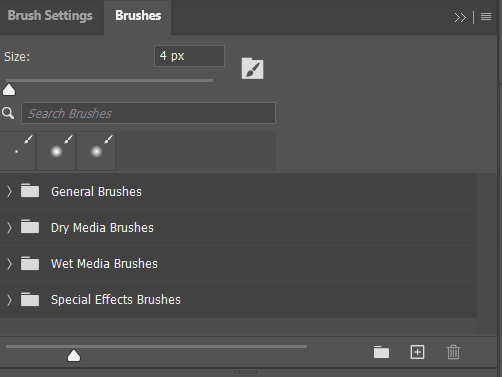 Brush Settings
Brushes
Size:
4 px
Search Brushes
General Brushes
Dry Media Brushes
Wet Media Brushes
Special Effects Brushes